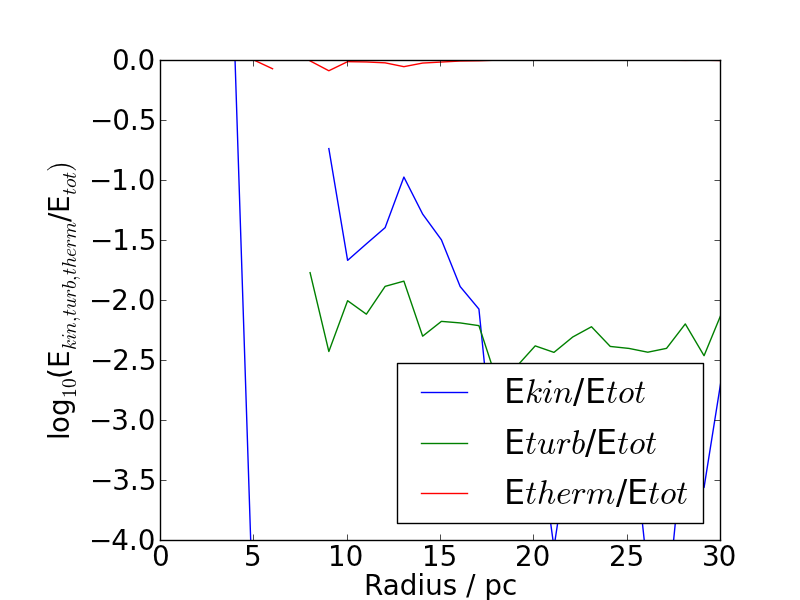 log10(Ekin,turb,therm/Etot)
0.0
−0.5
−1.0
−1.5
−2.0
−2.5
−3.0
−3.5
−4.0
Ekin/Etot
Eturb/Etot
Etherm/Etot
0 5 10 15 20 25 30
Radius / pc